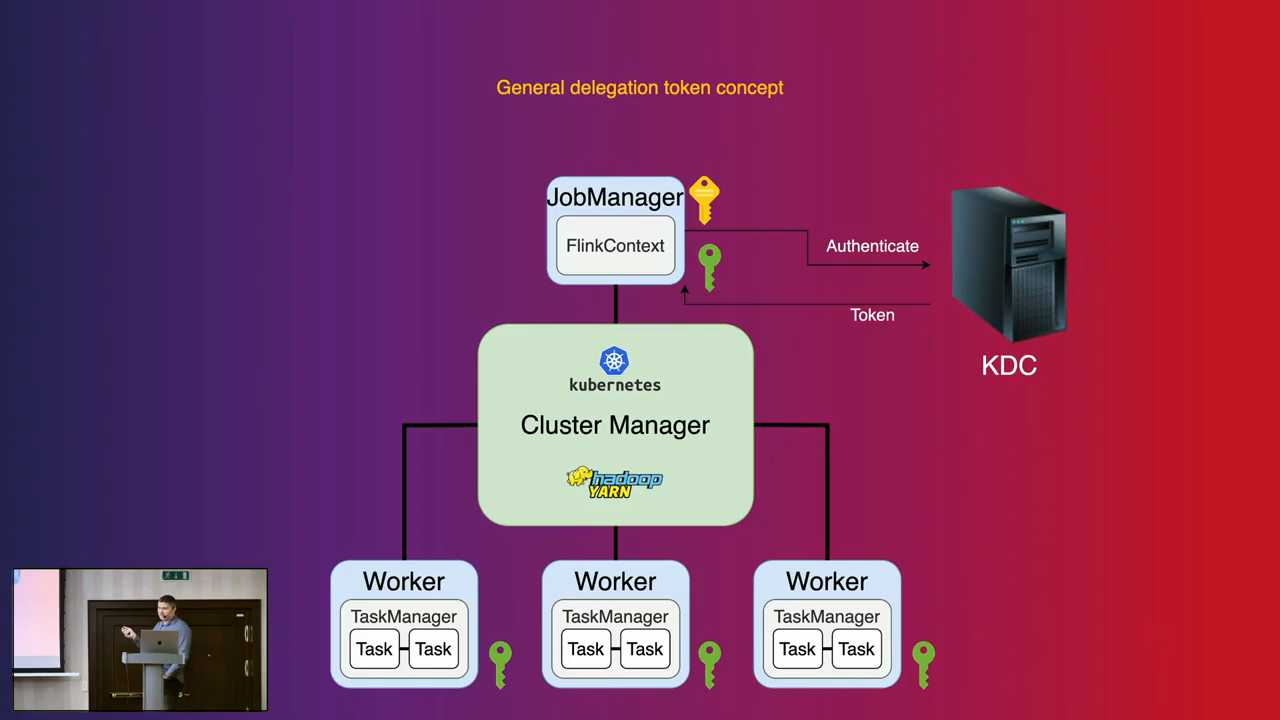 General delegation token concept
JobManager
FlinkContext
Authenticate
Token
KDC
kubernetes
Cluster Manager
hadoop
YARN
Worker
TaskManager
Task
Task
Worker
TaskManager
Task
Task
Worker
TaskManager
Task
Task